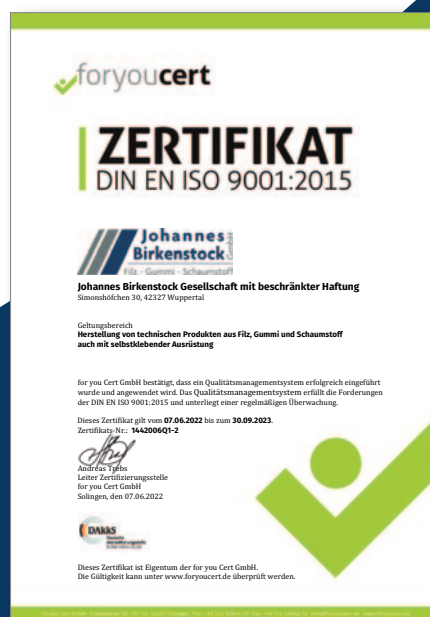 foryoucert
ZERTIFIKAT
DIN EN ISO 9001:2015
Johannes
Birkenstock GmbH
Filz - Gummi - Schaumstoff
Johannes Birkenstock Gesellschaft mit beschränkter Haftung
Simonshöfchen 30, 42327 Wuppertal
Geltungsbereich
Herstellung von technischen Produkten aus Filz, Gummi und Schaumstoff
auch mit selbstklebender Ausrüstung
for you Cert GmbH bestätigt, dass ein Qualitätsmanagementsystem erfolgreich eingeführt
wurde und angewendet wird. Das Qualitätsmanagementsystem erfüllt die Forderungen
der DIN EN ISO 9001:2015 und unterliegt einer regelmäßigen Überwachung.
Dieses Zertifikat gilt vom 07.06.2022 bis zum 30.09.2023.
Zertifikats-Nr.: 1442006Q1-2
Andreas Trebs
Leiter Zertifizierungsstelle
for you Cert GmbH
Solingen, den 07.06.2022
DAkkS
Deutsche
Akkreditierungsstelle
Dieses Zertifikat ist Eigentum der for you Cert GmbH.
Die Gültigkeit kann unter www.foryoucert.de überprüft werden.